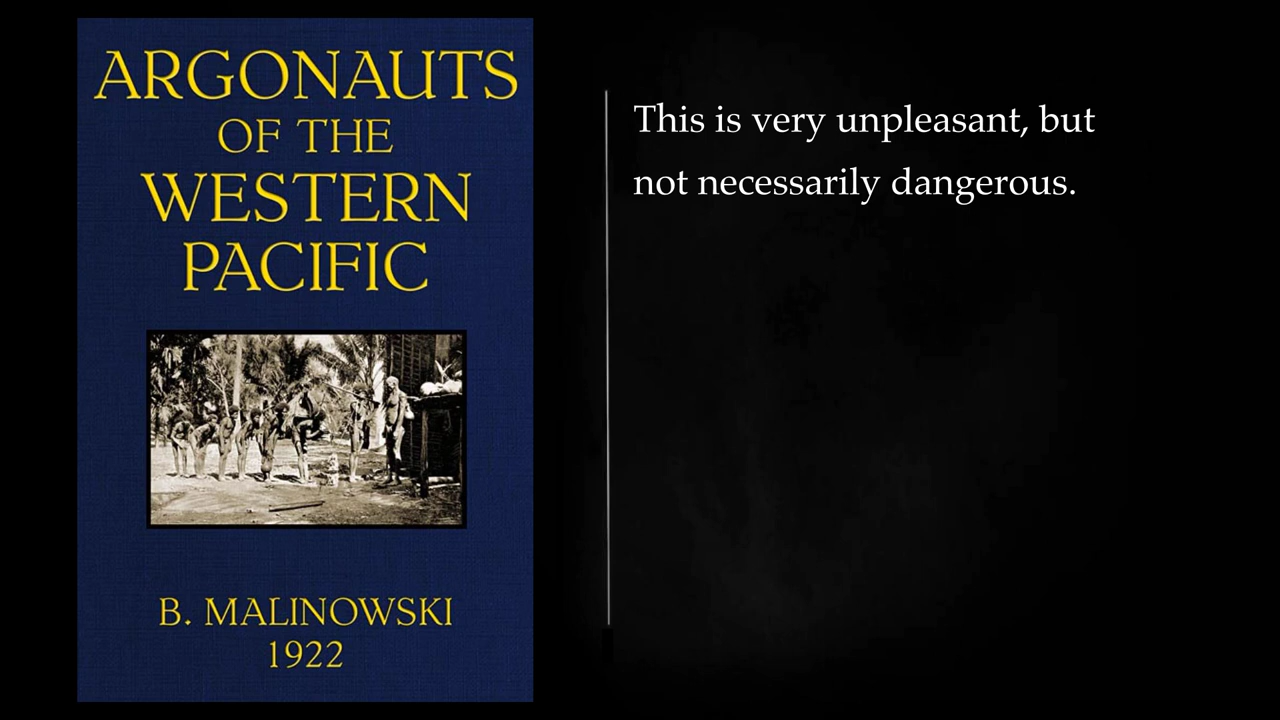 ARGONAUTS
OF THE
WESTERN
PACIFIC
B. MALINOWSKI
1922
This is very unpleasant, but
not necessarily dangerous.